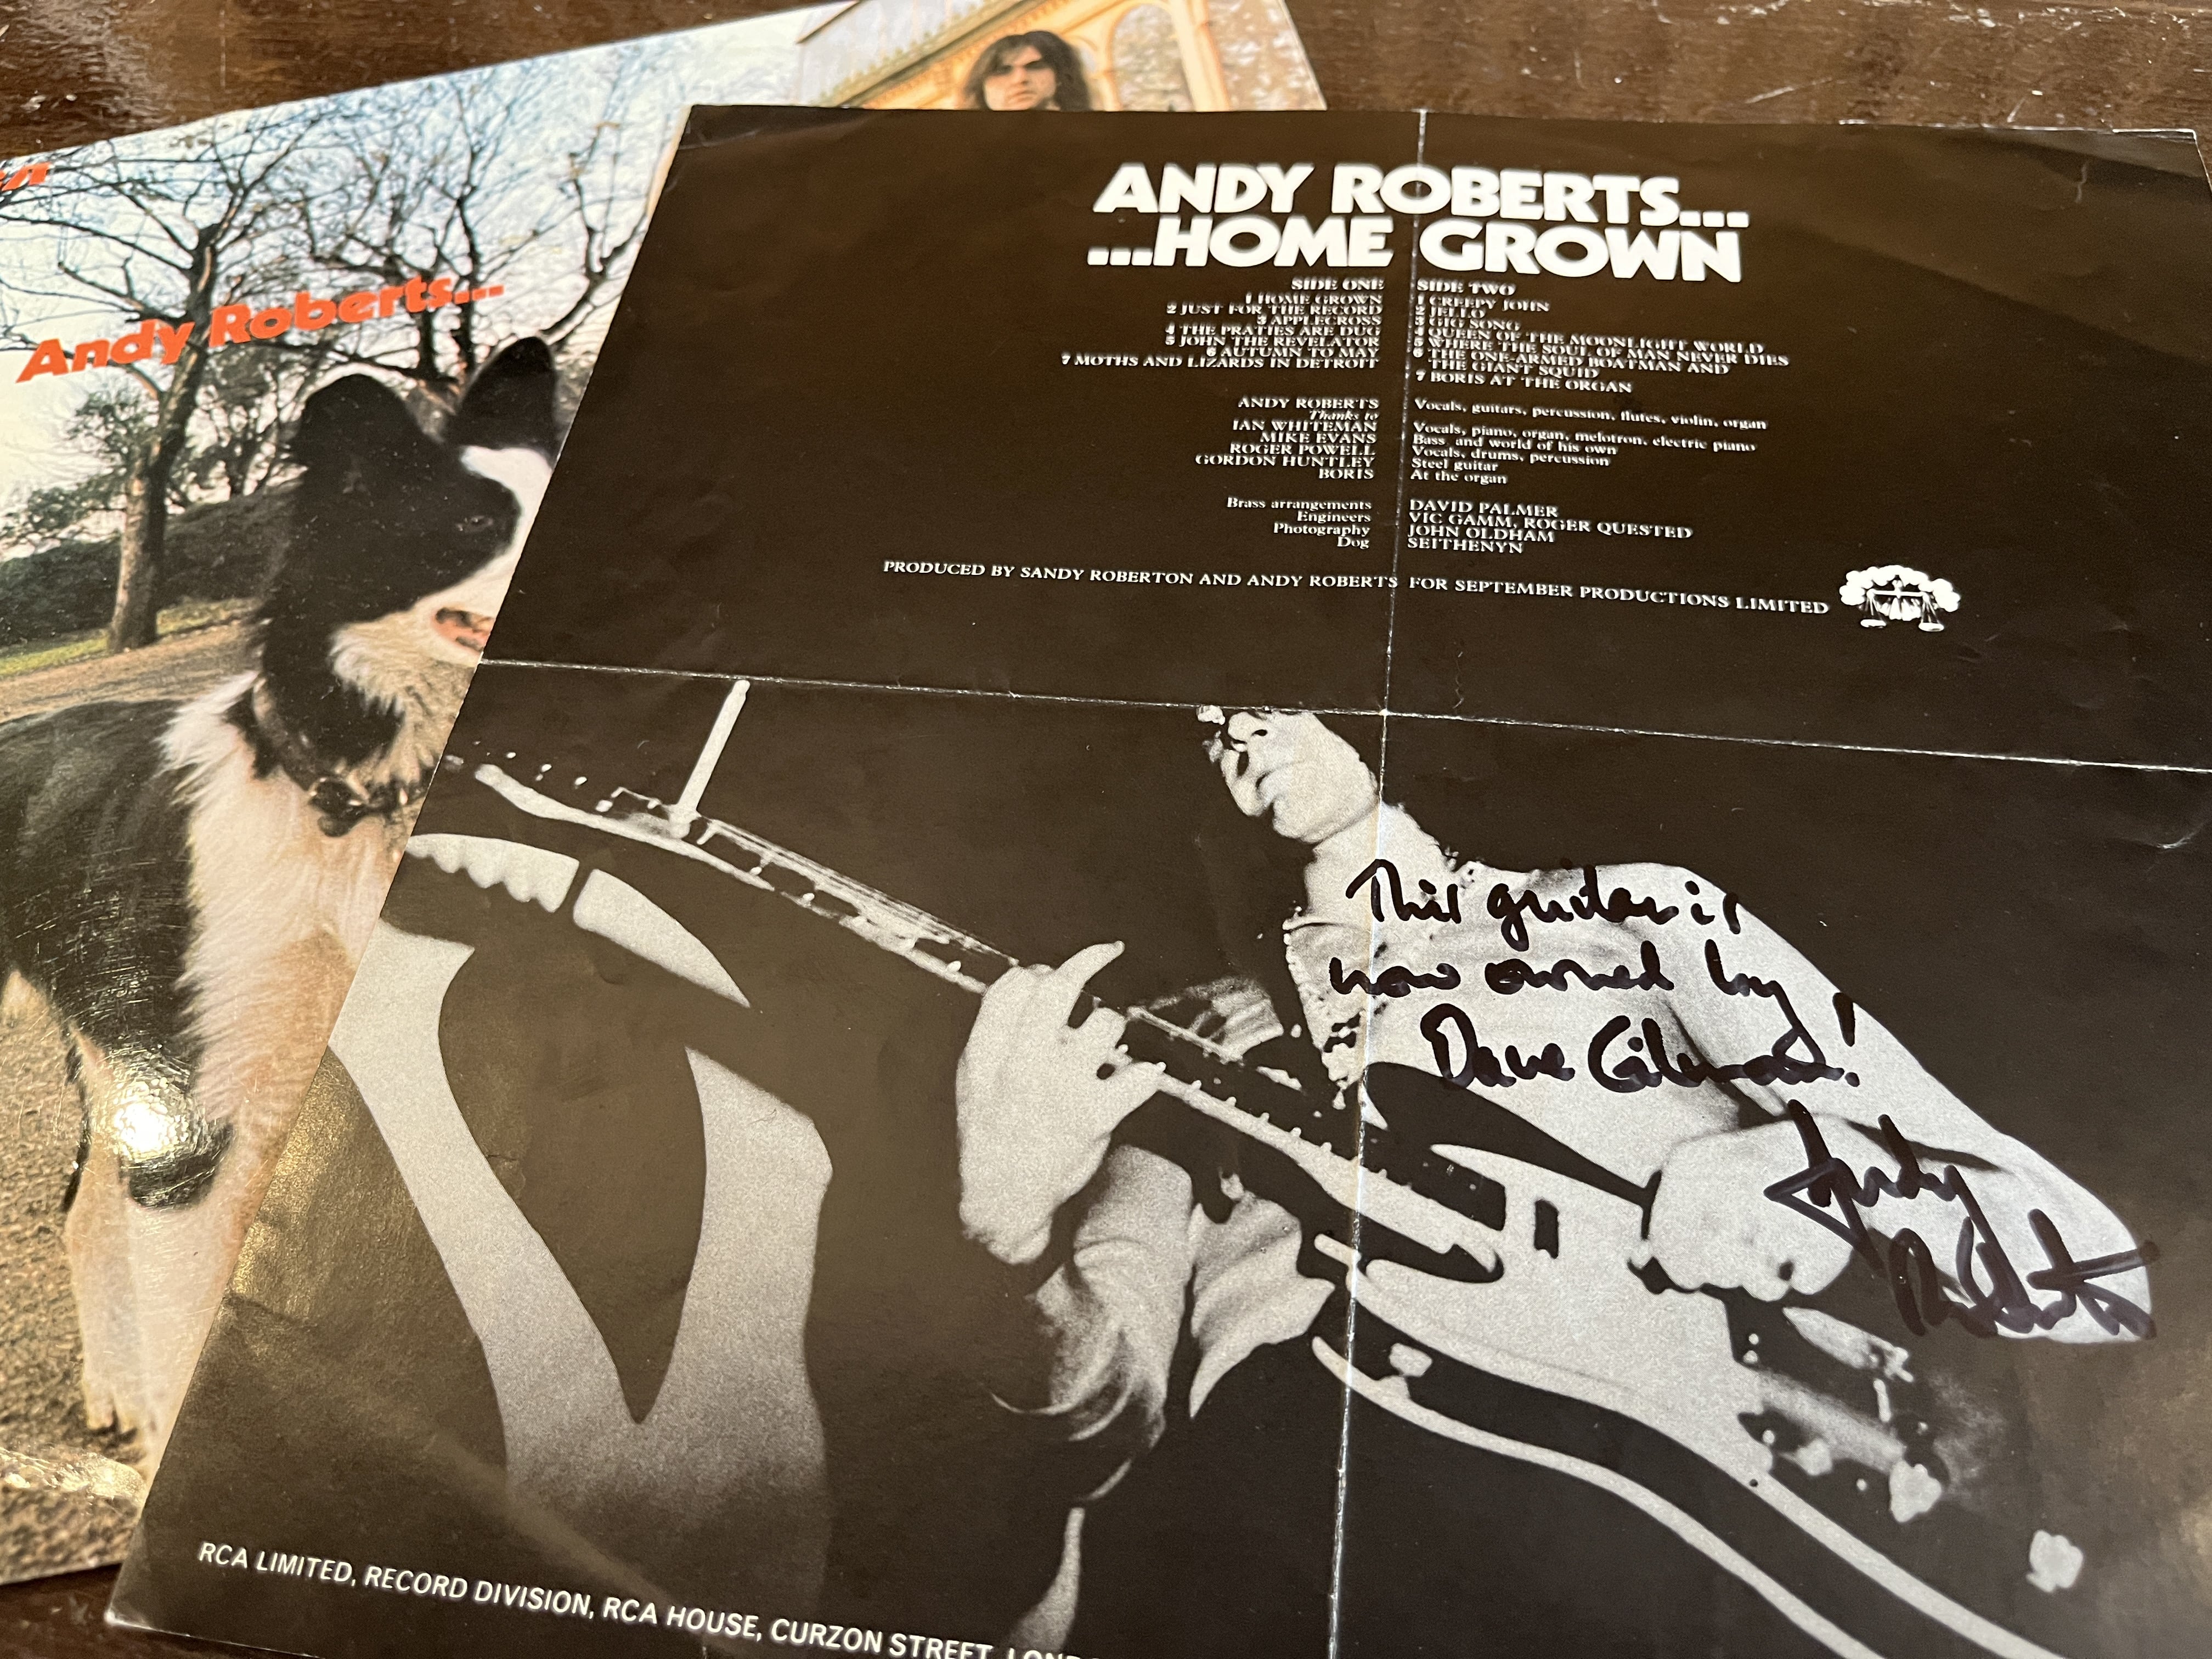 Andy Roberts...
ANDY ROBERTS...
...HOME GROWN
SIDE ONE
1 HOME GROWN
2 JUST FOR THE RECORD
3 APPLECROSS
4 THE PRATIES ARE DUG
5 JOHN THE REVELATOR
6 AUTUMN TO MAY
7 MOTHS AND LIZARDS IN DETROIT
SIDE TWO
1 CREEPY JOHN
2 JELLO
3 GIG SONG
4 QUEEN OF THE MOONLIGHT WORLD
5 WHERE THE SOUL OF MAN NEVER DIES
6 THE ONE-ARMED BOATMAN AND
THE GIANT SQUID
7 BORIS AT THE ORGAN
ANDY ROBERTS Vocals, guitars, percussion, flutes, violin, organ
Thanks to
IAN WHITEMAN Vocals, piano, organ, melotron, electric piano
MIKE EVANS Bass and world of his own
ROGER POWELL Vocals, drums, percussion
GORDON HUNTLEY Steel guitar
BORIS At the organ
Brass arrangements DAVID PALMER
Engineers VIC GAMM, ROGER QUESTED
Photography JOHN OLDHAM
Dog SEITHENYN
PRODUCED BY SANDY ROBERTON AND ANDY ROBERTS FOR SEPTEMBER PRODUCTIONS LIMITED
This guitar is
now owned by
Dave Gilmour!
Andy
Roberts
RCA LIMITED, RECORD DIVISION, RCA HOUSE, CURZON STREET, LOND